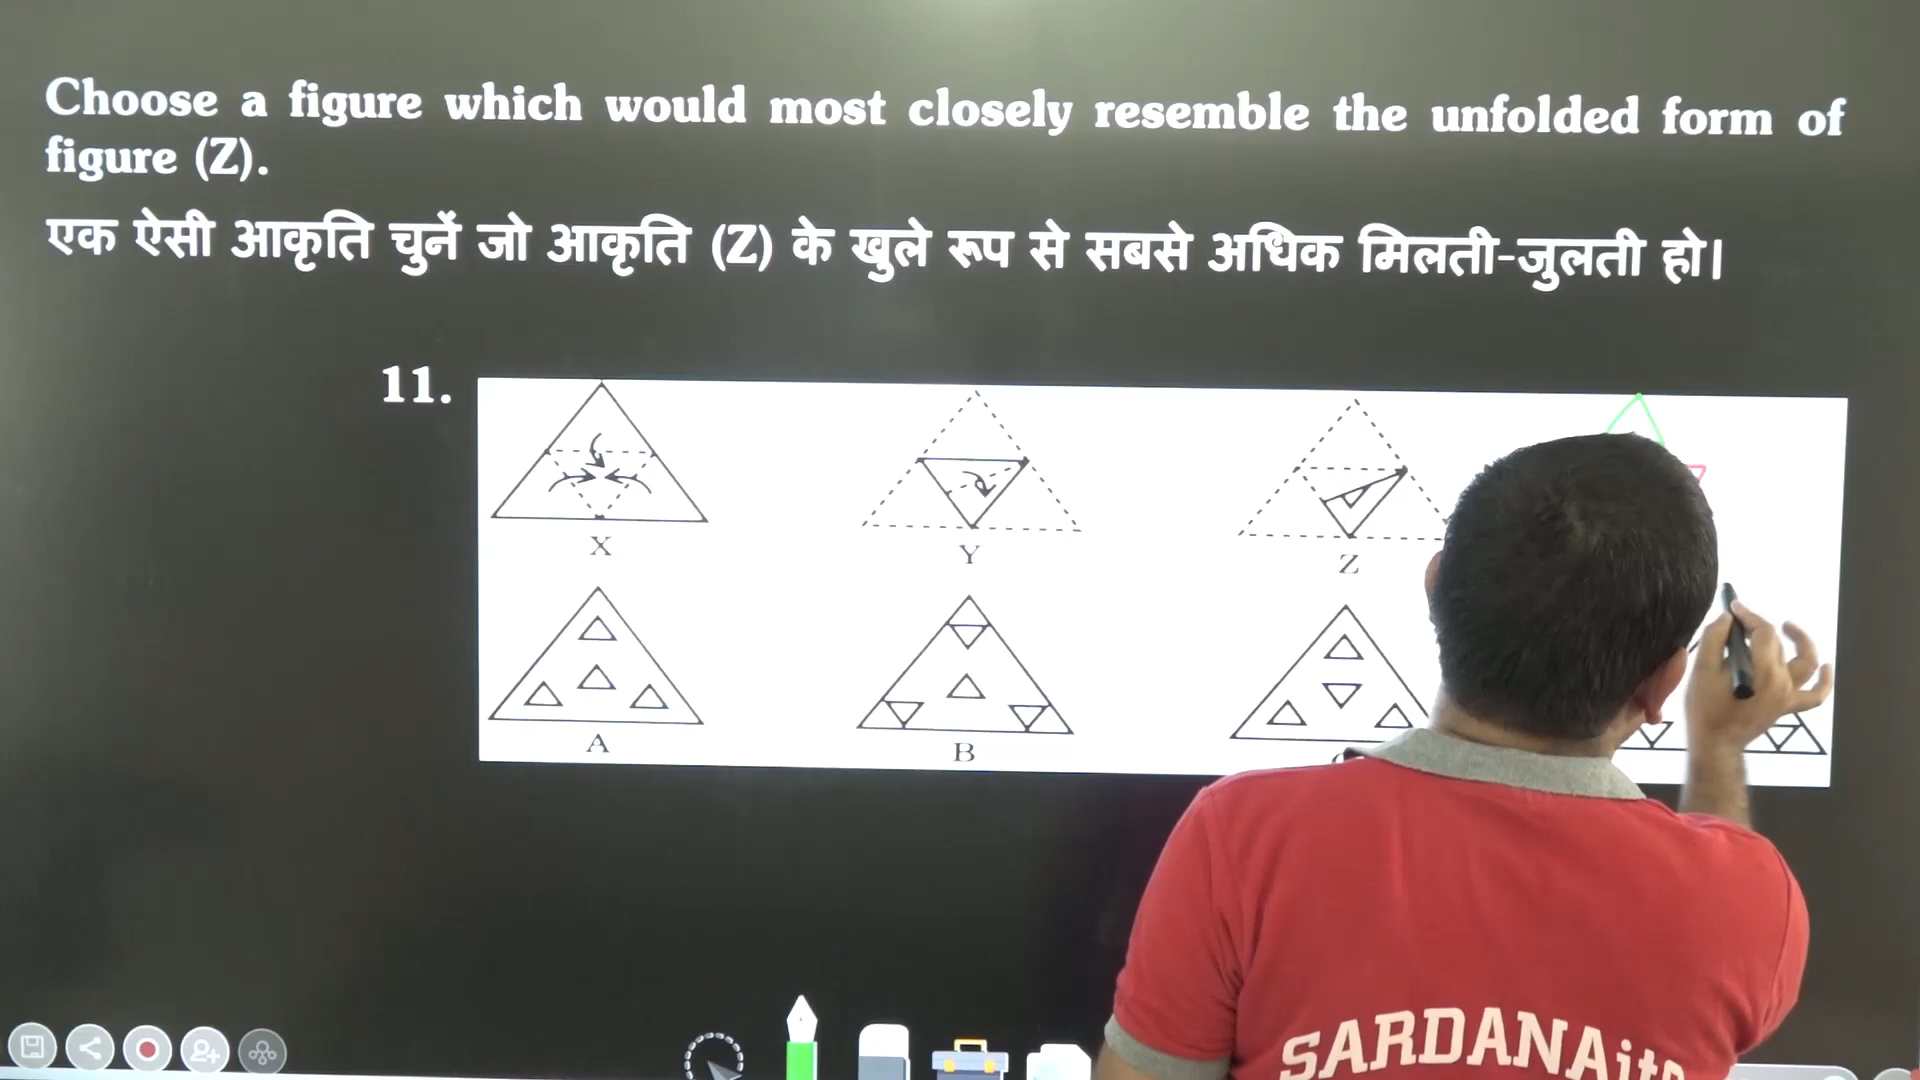 Choose a figure which would most closely resemble the unfolded form of
figure (Z).
एक ऐसी आकृति चुनें जो आकृति (Z) के खुले रूप से सबसे अधिक मिलती-जुलती हो।
11.
X
Y
Z
A
B
SARDANA